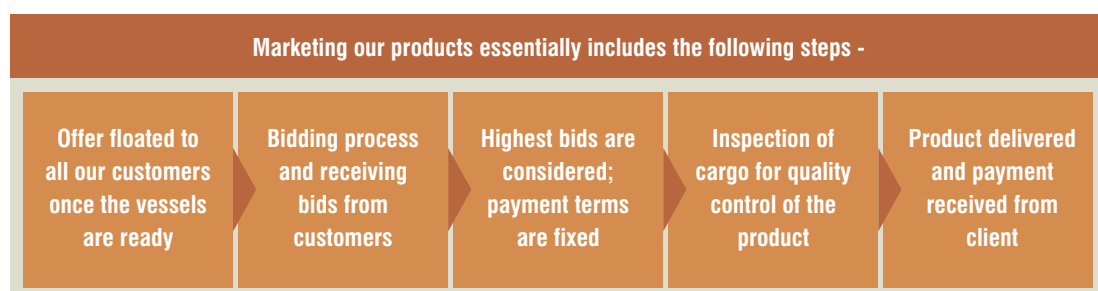 Marketing our products essentially includes the following steps -
Offer floated to
all our customers
once the vessels
are ready
Bidding process
and receiving
bids from
customers
Highest bids are
considered;
payment terms
are fixed
Inspection of
cargo for quality
control of the
product
Product delivered
and payment
received from
client